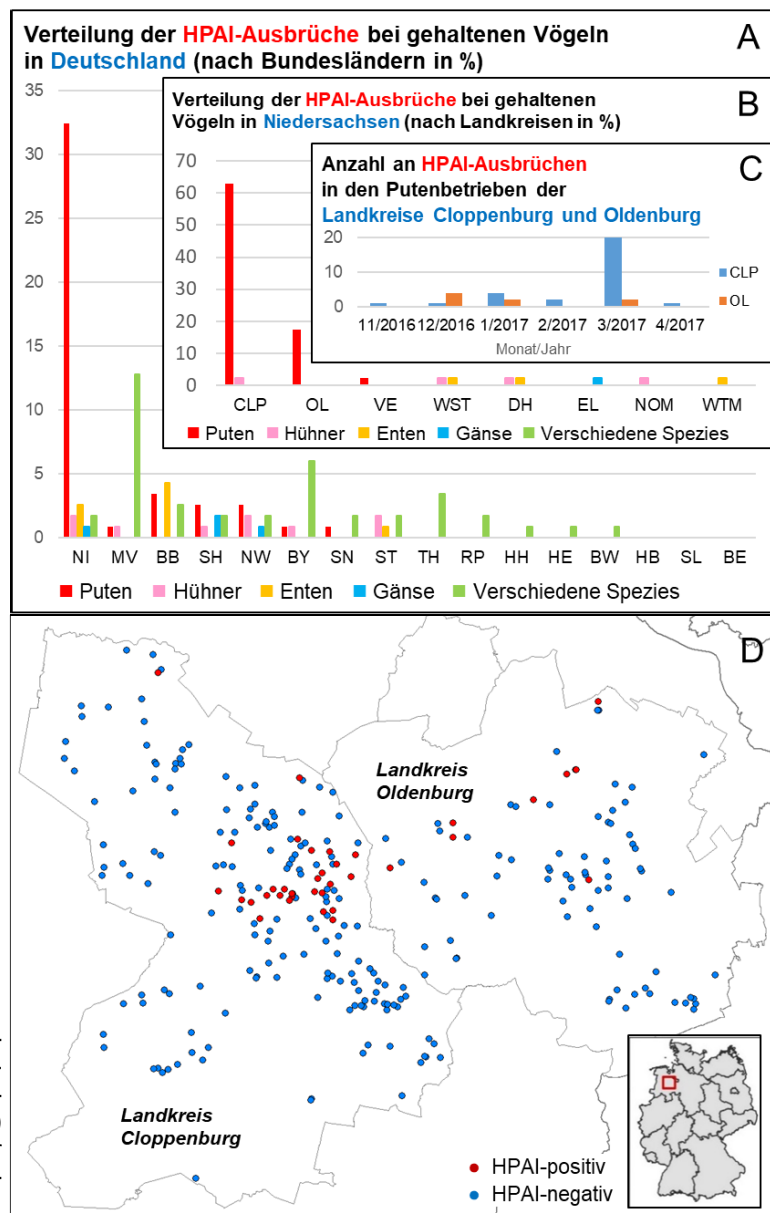 Verteilung der HPAI-Ausbrüche bei gehaltenen Vögeln
in Deutschland (nach Bundesländern in %)
A
35
30
25
20
15
10
5
0
NI MV BB SH NW BY SN ST TH RP HH HE BW HB SL BE
Puten Hühner Enten Gänse Verschiedene Spezies
Verteilung der HPAI-Ausbrüche bei gehaltenen
Vögeln in Niedersachsen (nach Landkreisen in %)
B
70
60
50
40
30
20
10
0
CLP OL VE WST DH EL NOM WTM
Puten Hühner Enten Gänse Verschiedene Spezies
Anzahl an HPAI-Ausbrüchen
in den Putenbetrieben der
Landkreise Cloppenburg und Oldenburg
C
20
10
0
11/2016 12/2016 1/2017 2/2017 3/2017 4/2017
Monat/Jahr
CLP
OL
D
Landkreis
Oldenburg
Landkreis
Cloppenburg
HPAI-positiv
HPAI-negativ